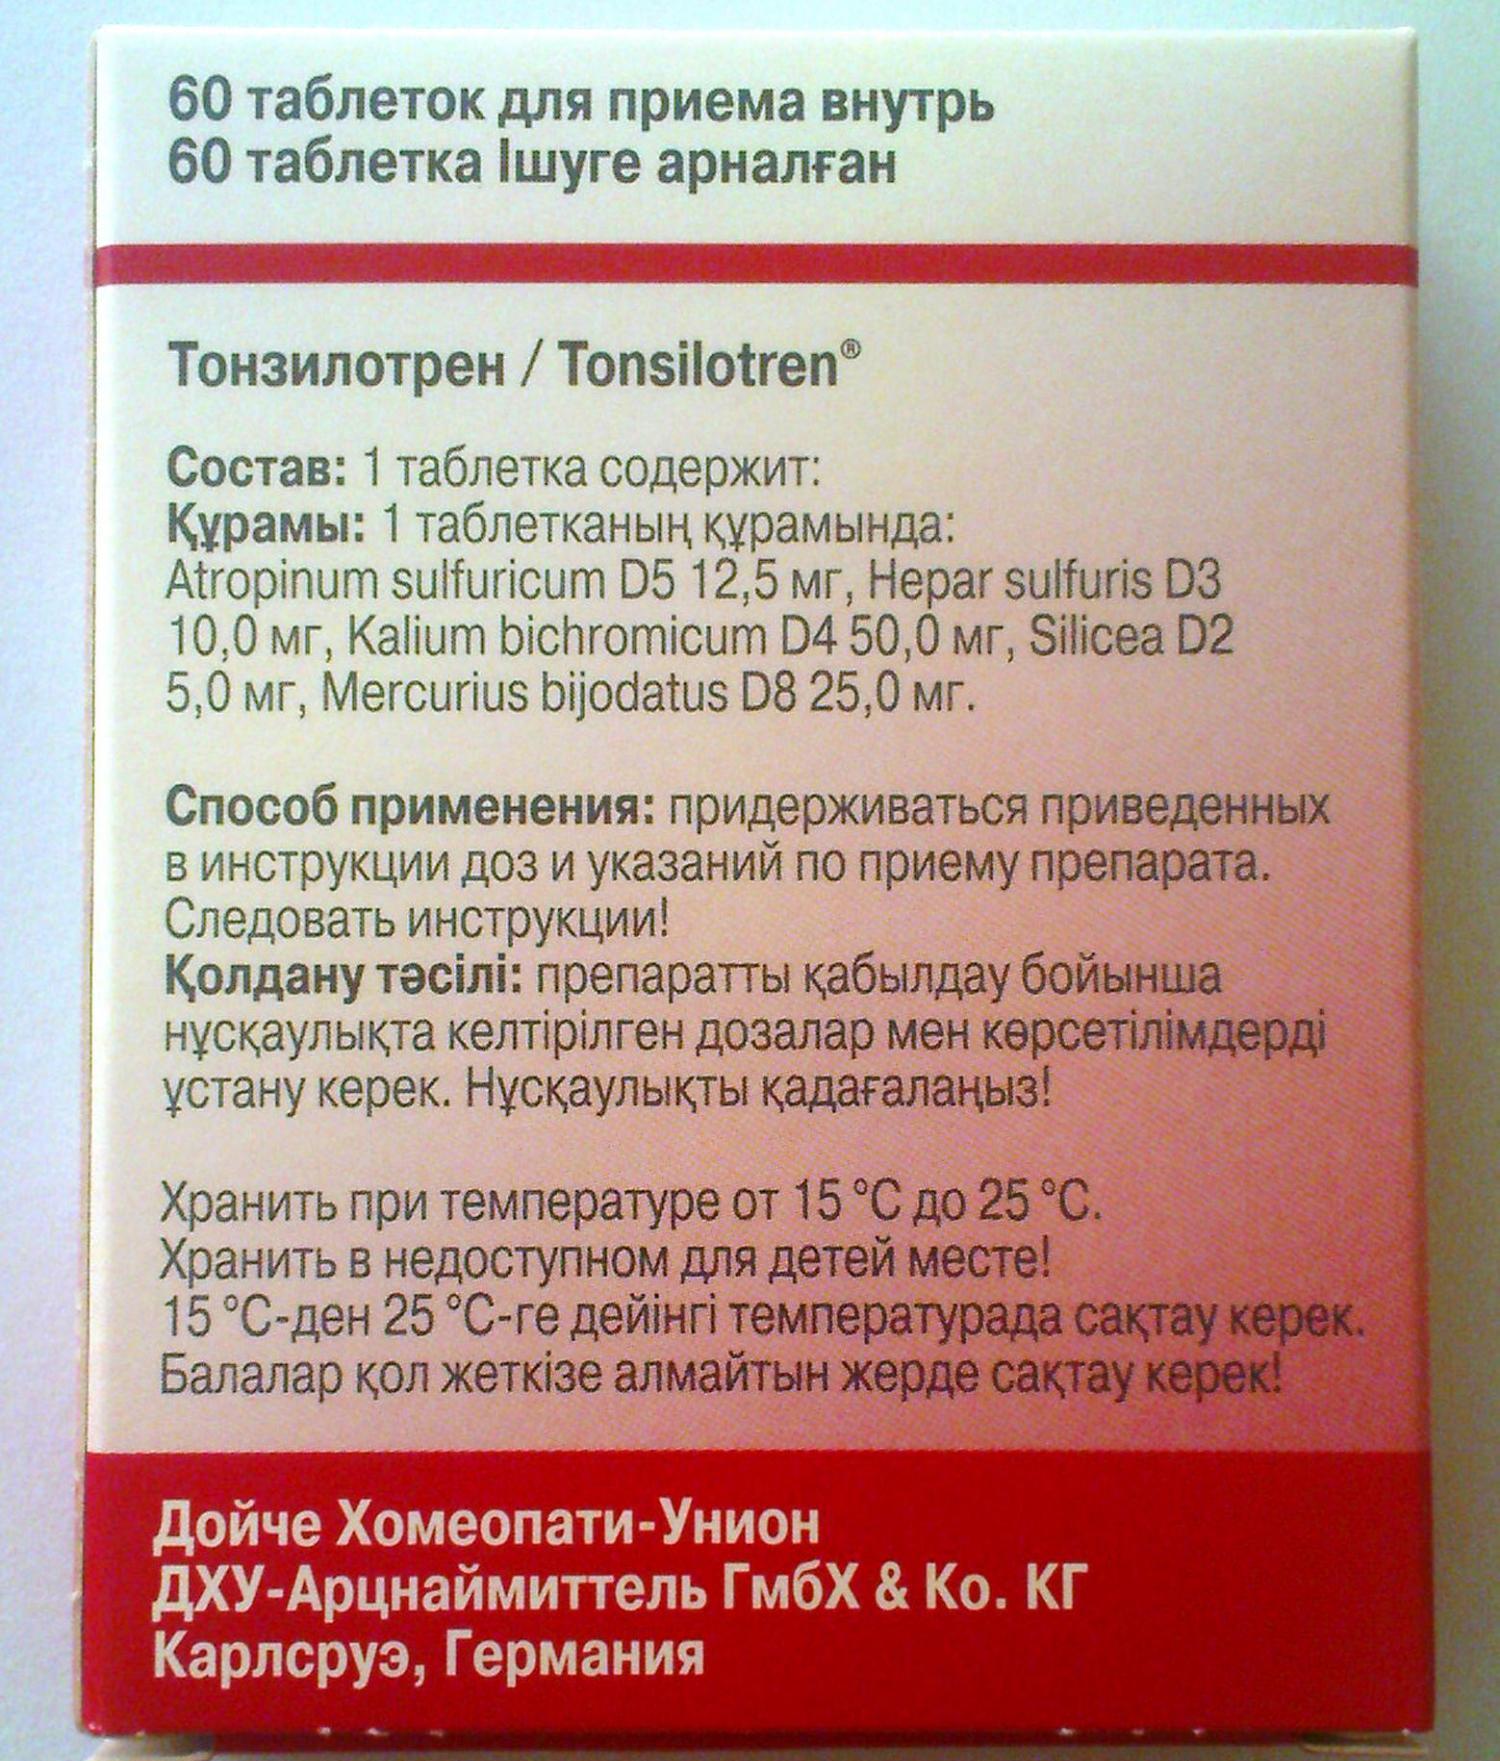 60 таблеток для приема внутрь
60 таблетка Ішуге арналған
Тонзилотрен / Tonsilotren®
Состав: 1 таблетка содержит:
Құрамы: 1 таблетканың құрамында:
Atropinum sulfuricum D5 12,5 мг, Hepar sulfuris D3
10,0 мг, Kalium bichromicum D4 50,0 мг, Silicea D2
5,0 мг, Mercurius bijodatus D8 25,0 мг.
Способ применения: придерживаться приведенных
в инструкции доз и указаний по приему препарата.
Следовать инструкции!
Қолдану тәсілі: препаратты қабылдау бойынша
нұсқаулықта келтірілген дозалар мен көрсетілімдерді
ұстану керек. Нұсқаулықты қадағалаңыз!
Хранить при температуре от 15 °C до 25 °C.
Хранить в недоступном для детей месте!
15 °C-ден 25 °C-ге дейінгі температурада сақтау керек.
Балалар қол жеткізе алмайтын жерде сақтау керек!
Дойче Хомеопати-Унион
ДХУ-Арцнаймиттель ГмбХ & Ко. КГ
Карлсруэ, Германия